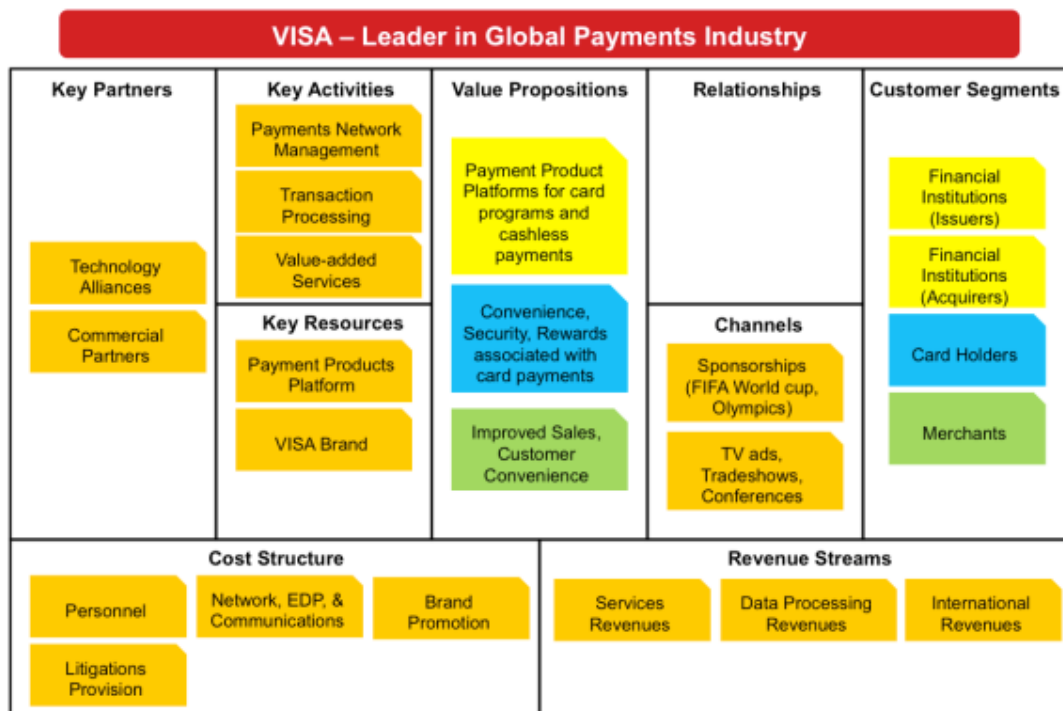 VISA – Leader in Global Payments Industry
Key Partners
Technology
Alliances
Commercial
Partners
Key Activities
Payments Network
Management
Transaction
Processing
Value-added
Services
Key Resources
Payment Products
Platform
VISA Brand
Value Propositions
Payment Product
Platforms for card
programs and
cashless
payments
Convenience,
Security, Rewards
associated with
card payments
Improved Sales,
Customer
Convenience
Relationships
Channels
Sponsorships
(FIFA World cup,
Olympics)
TV ads,
Tradeshows,
Conferences
Customer Segments
Financial
Institutions
(Issuers)
Financial
Institutions
(Acquirers)
Card Holders
Merchants
Cost Structure
Personnel
Network, EDP, &
Communications
Brand
Promotion
Litigations
Provision
Revenue Streams
Services
Revenues
Data Processing
Revenues
International
Revenues